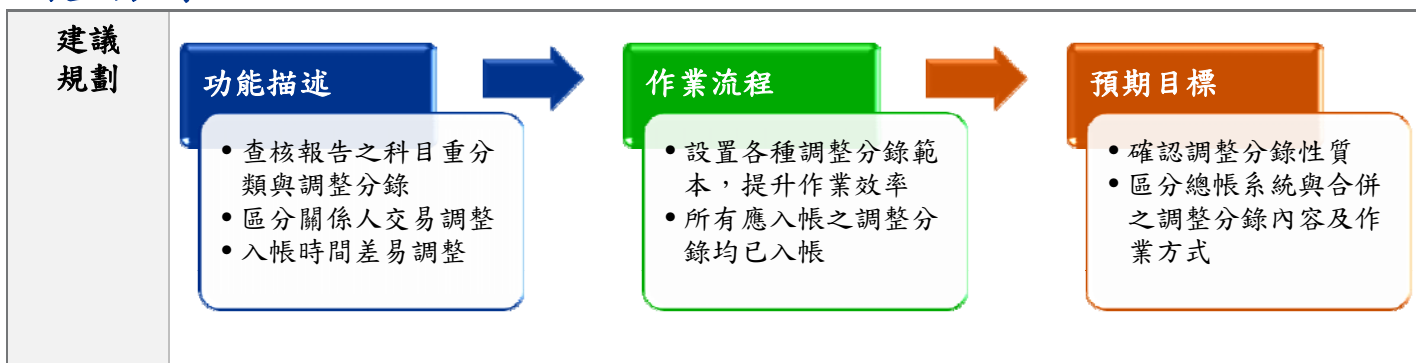 建議
規劃
功能描述
• 查核報告之科目重分
類與調整分錄
• 區分關係人交易調整
• 入帳時間差易調整
作業流程
• 設置各種調整分錄範
本，提升作業效率
• 所有應入帳之調整分
錄均已入帳
預期目標
• 確認調整分錄性質
• 區分總帳系統與合併
之調整分錄內容及作
業方式